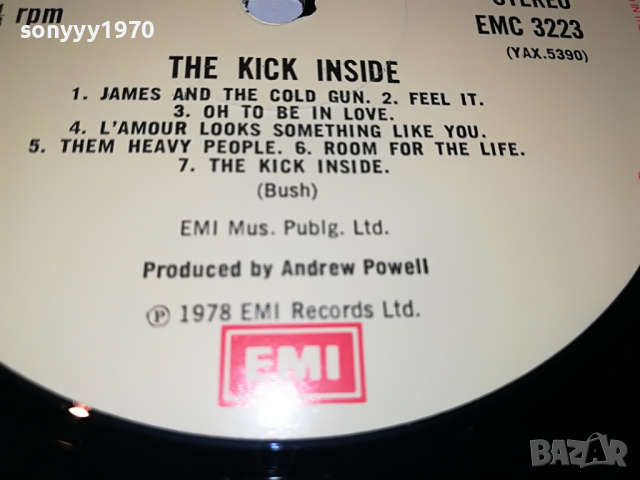 sonyyy1970
rpm
STEREO
EMC 3223
(YAX.5390)
THE KICK INSIDE
1. JAMES AND THE COLD GUN. 2. FEEL IT.
3. OH TO BE IN LOVE.
4. L'AMOUR LOOKS SOMETHING LIKE YOU.
5. THEM HEAVY PEOPLE. 6. ROOM FOR THE LIFE.
7. THE KICK INSIDE.
(Bush)
EMI Mus. Publg. Ltd.
Produced by Andrew Powell
Ⓟ 1978 EMI Records Ltd.
EMI
BAZAR